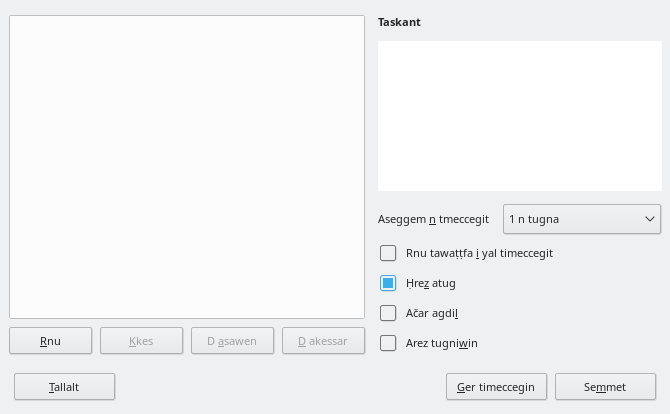 Taskant
Aseggem n tmeccegit
1 n tugna
Rnu tawaṭṭfa i yal timeccegit
Ḥrez atug
Ačar agdil
Arez tugniwin
Rnu
Kkes
D asawen
D akessar
Tallalt
Ger timeccegin
Semmet